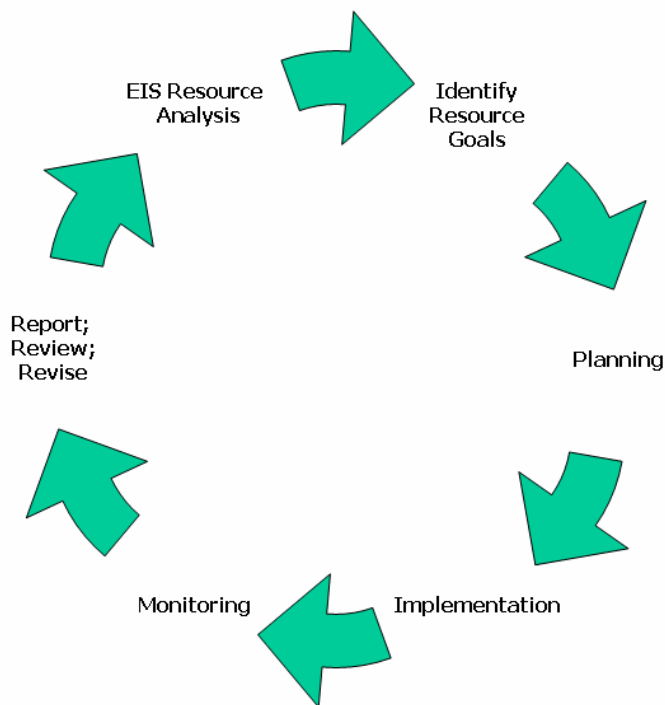 EIS Resource
Analysis
Identify
Resource
Goals
Planning
Implementation
Monitoring
Report;
Review;
Revise